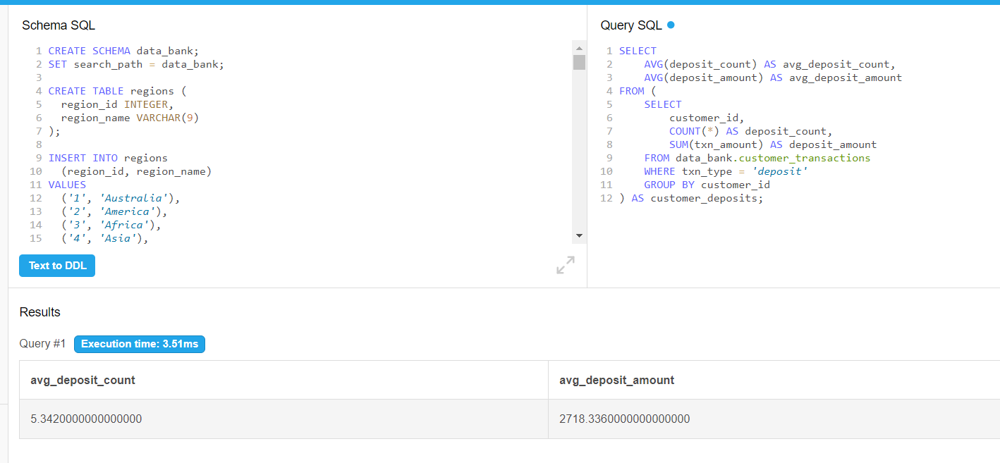 Schema SQL
1 CREATE SCHEMA data_bank;
2 SET search_path = data_bank;
3
4 CREATE TABLE regions (
5   region_id INTEGER,
6   region_name VARCHAR(9)
7 );
8
9 INSERT INTO regions
10   (region_id, region_name)
11 VALUES
12   ('1', 'Australia'),
13   ('2', 'America'),
14   ('3', 'Africa'),
15   ('4', 'Asia'),
Text to DDL
Query SQL
1 SELECT
2     AVG(deposit_count) AS avg_deposit_count,
3     AVG(deposit_amount) AS avg_deposit_amount
4 FROM (
5     SELECT
6         customer_id,
7         COUNT(*) AS deposit_count,
8         SUM(txn_amount) AS deposit_amount
9     FROM data_bank.customer_transactions
10     WHERE txn_type = 'deposit'
11     GROUP BY customer_id
12 ) AS customer_deposits;
Results
Query #1 Execution time: 3.51ms
avg_deposit_count avg_deposit_amount
5.3420000000000000 2718.3360000000000000